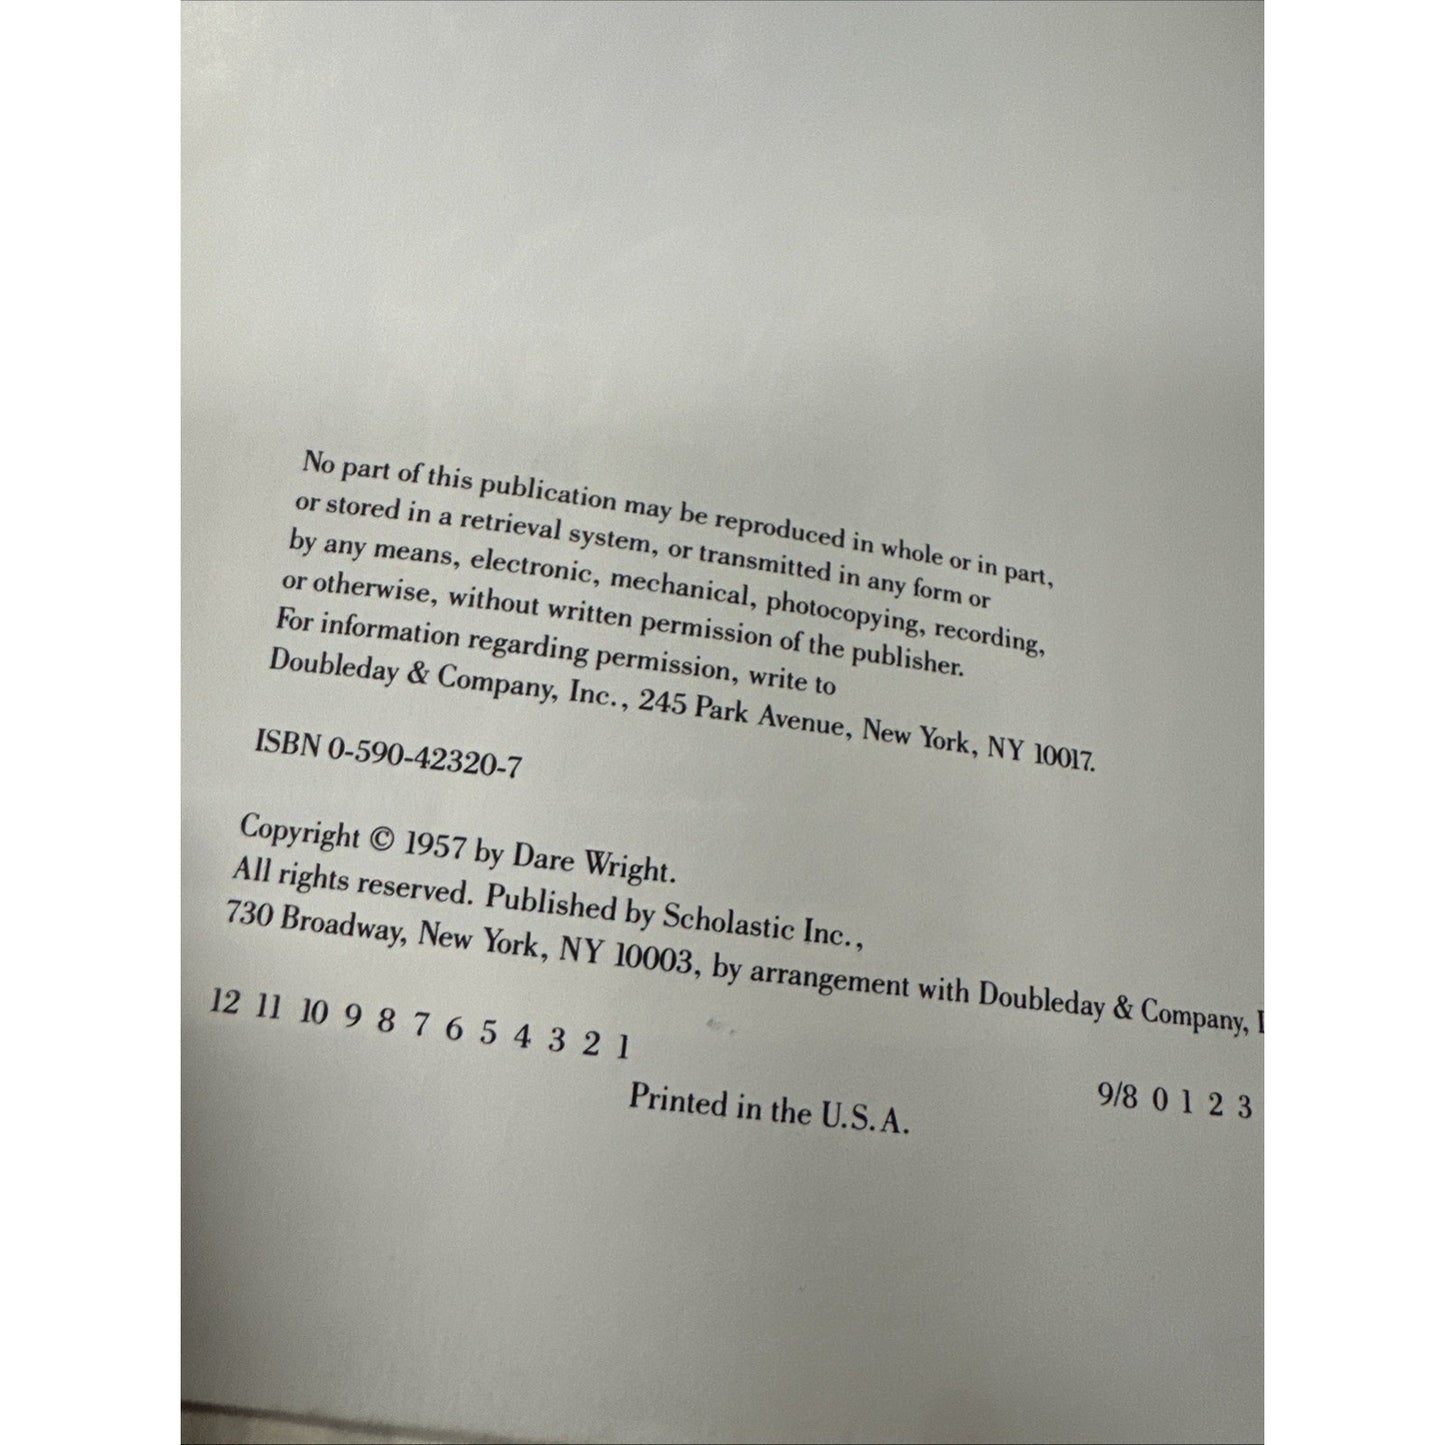 No part of this publication may be reproduced in whole or in part,
or stored in a retrieval system, or transmitted in any form or
by any means, electronic, mechanical, photocopying, recording,
or otherwise, without written permission of the publisher.
For information regarding permission, write to
Doubleday & Company, Inc., 245 Park Avenue, New York, NY 10017.
ISBN 0-590-42320-7
Copyright © 1957 by Dare Wright.
All rights reserved. Published by Scholastic Inc.,
730 Broadway, New York, NY 10003, by arrangement with Doubleday & Company,
12 11 10 9 8 7 6 5 4 3 2 1
9/8 0 1 2 3
Printed in the U.S.A.